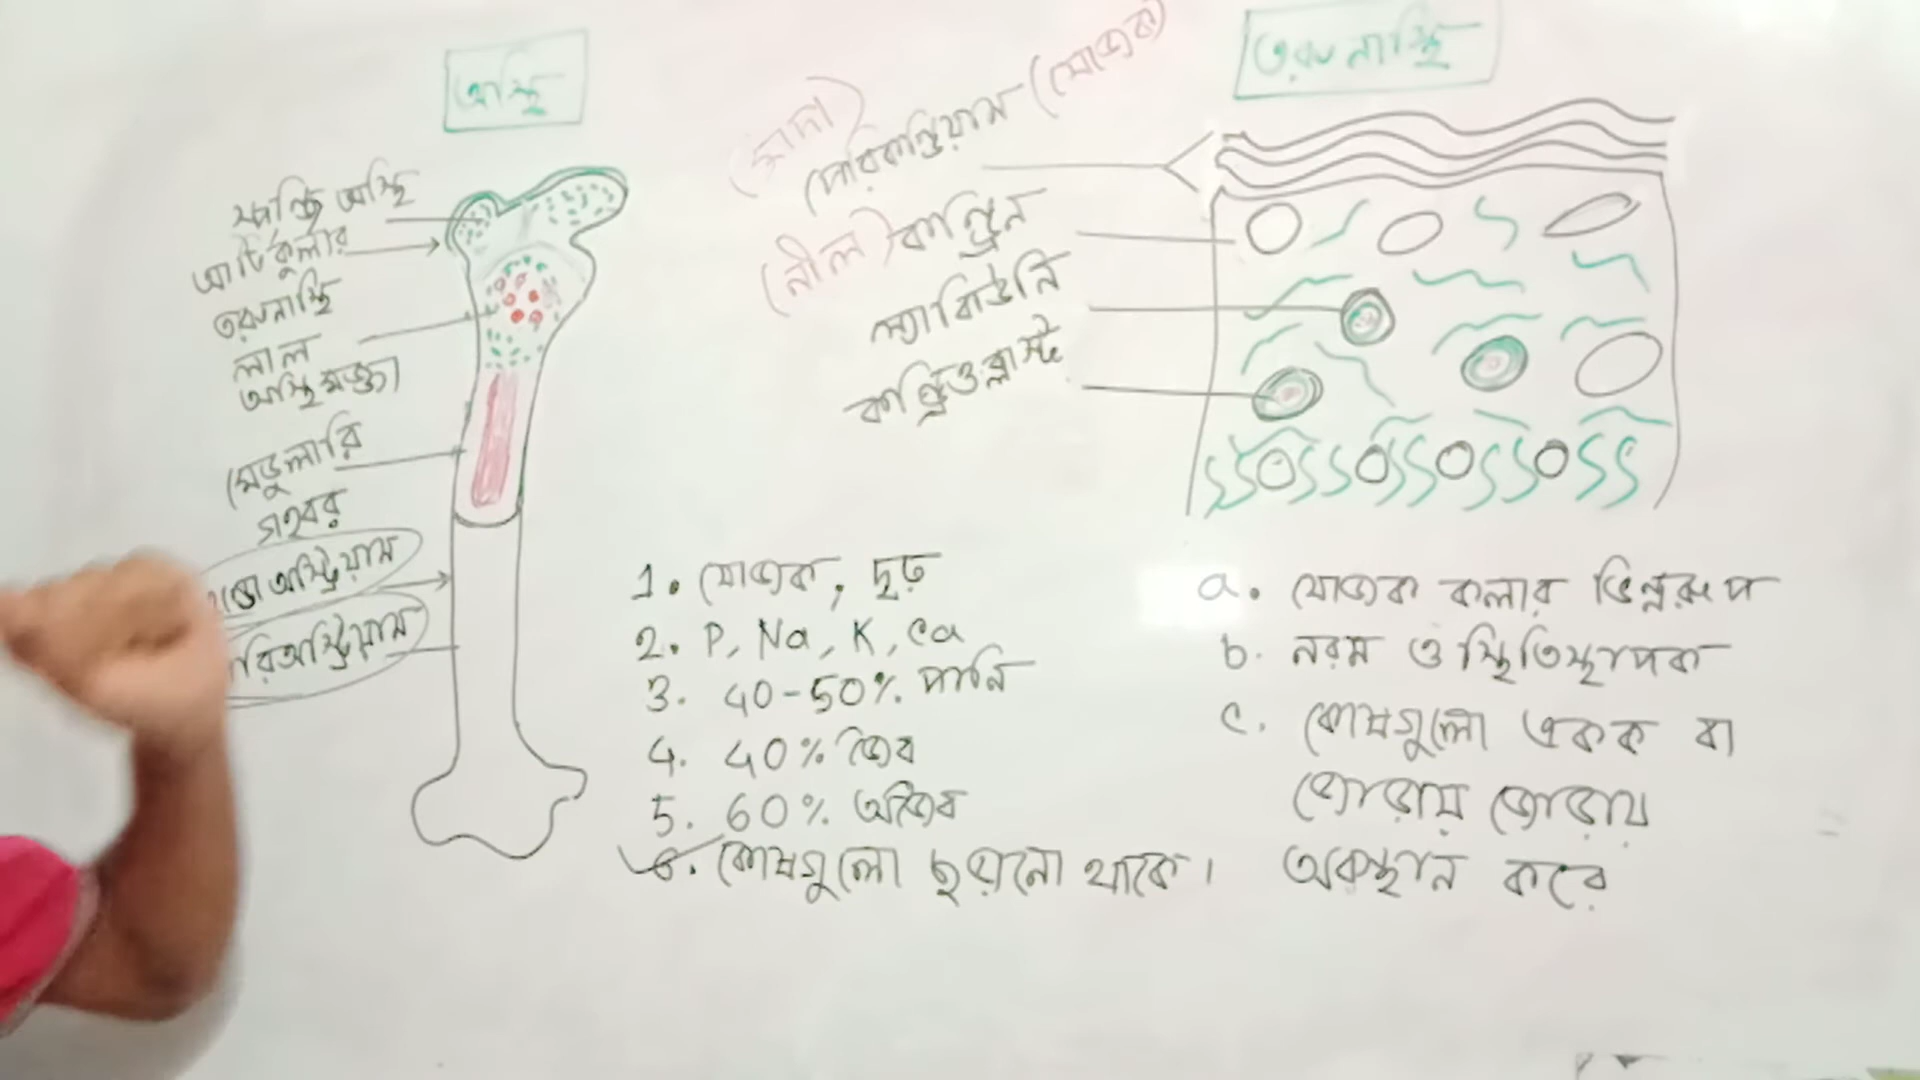 অস্থি
স্পঞ্জি অস্থি
আর্টিকুলার
তরুণাস্থি
লাল
অস্থিমজ্জা
মেডুলারি
গহ্বর
ন্ডো অস্ট্রিয়াম
রিঅস্ট্রিয়াম
তরুণাস্থি
(সাদা)
পেরিকন্ড্রিয়াম (যোজক)
(নীল) কন্ড্রিন
ল্যাকিউনি
কন্ড্রিওব্লাস্ট
1. যোজক, দৃঢ়
2. P, Na, K, Ca
3. 40-50% পানি
4. 40% জৈব
5. 60% অজৈব
6. কোষগুলো ছড়ানো থাকে।
a. যোজক কলার ভিন্নরূপ
b. নরম ও স্থিতিস্থাপক
c. কোষগুলো একক বা
জোড়ায় জোড়ায়
অবস্থান করে